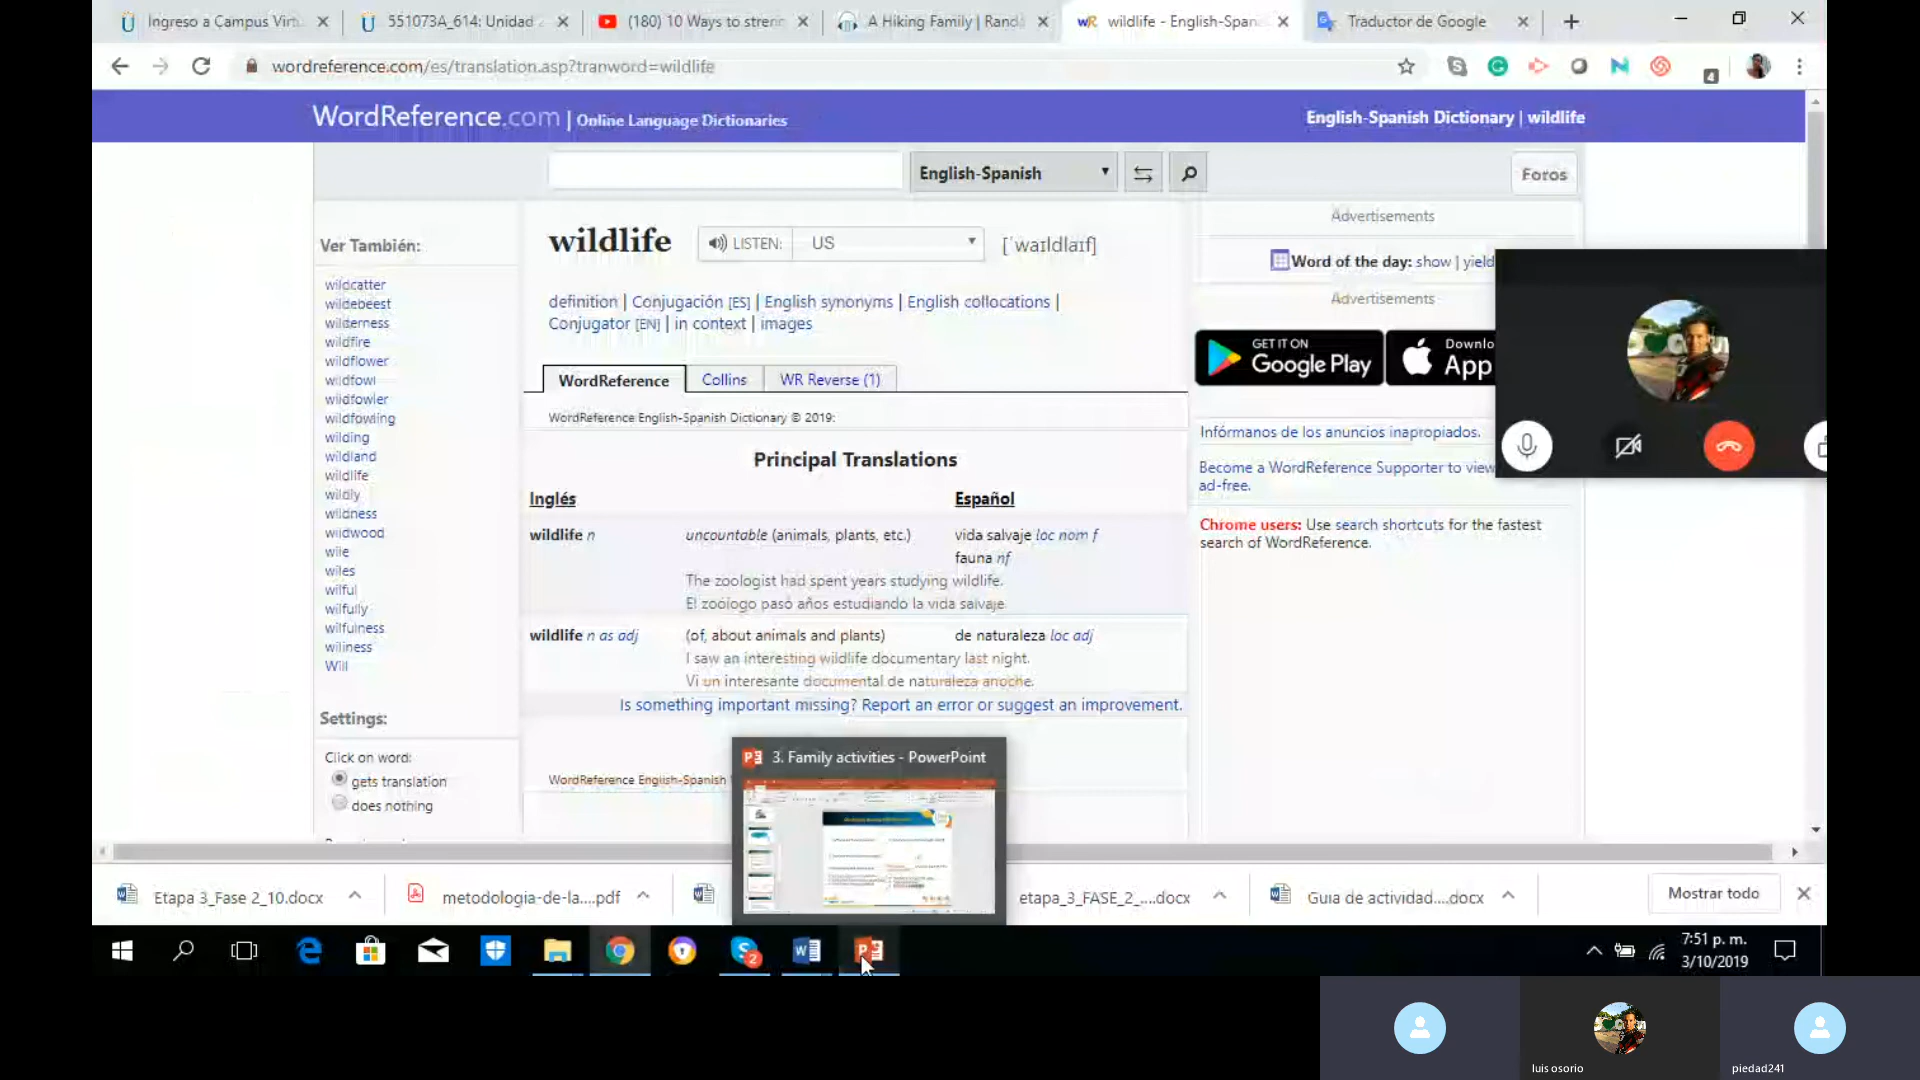 Ingreso a Campus Virt
551073A_614: Unidad 2
(180) 10 Ways to stren
A Hiking Family | Rand
wR wildlife - English-Span
Traductor de Google
wordreference.com/es/translation.asp?tranword=wildlife
4
WordReference.com | Online Language Dictionaries
English-Spanish Dictionary | wildlife
English-Spanish
Foros
Ver También:
wildcatter
wildebeest
wilderness
wildfire
wildflower
wildfowl
wildfowler
wildfowling
wilding
wildland
wildlife
wildly
wildness
wildwood
wile
wiles
wilful
wilfully
wilfulness
wiliness
Will
Settings:
Click on word:
gets translation
does nothing
wildlife
LISTEN:
US
[ˈwaɪldlaɪf]
definition | Conjugación [ES] | English synonyms | English collocations |
Conjugator [EN] | in context | images
WordReference
Collins
WR Reverse (1)
WordReference English-Spanish Dictionary © 2019:
Principal Translations
Inglés
Español
wildlife n
uncountable (animals, plants, etc.)
vida salvaje loc nom f
fauna nf
The zoologist had spent years studying wildlife.
El zoólogo pasó años estudiando la vida salvaje.
wildlife n as adj
(of, about animals and plants)
de naturaleza loc adj
I saw an interesting wildlife documentary last night.
Vi un interesante documental de naturaleza anoche.
Is something important missing? Report an error or suggest an improvement.
WordReference English-Spanish
Advertisements
Word of the day: show | yield
Advertisements
GET IT ON
Google Play
Downlo
App
Infórmanos de los anuncios inapropiados.
Become a WordReference Supporter to view
ad-free.
Chrome users: Use search shortcuts for the fastest
search of WordReference.
3. Family activities - PowerPoint
Etapa 3_Fase 2_10.docx
metodologia-de-la....pdf
etapa_3_FASE_2_....docx
Guia de actividad....docx
Mostrar todo
2
7:51 p. m.
3/10/2019
luis osorio
piedad241